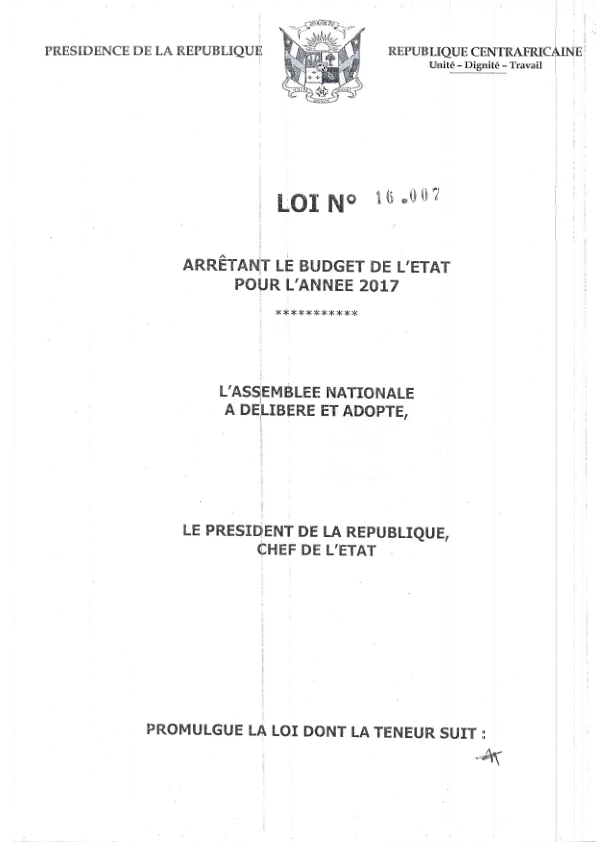 PRESIDENCE DE LA REPUBLIQUE
REPUBLIQUE CENTRAFRICAINE
Unité – Dignité – Travail
LOI N° 16.007
ARRÊTANT LE BUDGET DE L'ETAT
POUR L'ANNEE 2017
***********
L'ASSEMBLEE NATIONALE
A DELIBERE ET ADOPTE,
LE PRESIDENT DE LA REPUBLIQUE,
CHEF DE L'ETAT
PROMULGUE LA LOI DONT LA TENEUR SUIT :